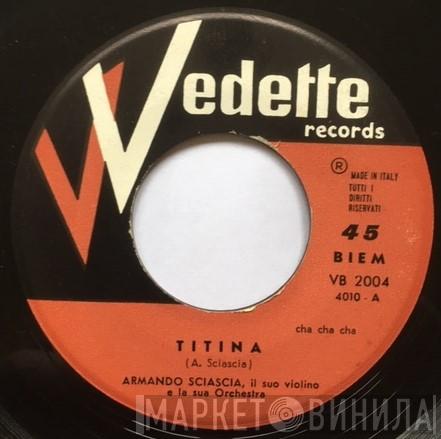 Vedette
records
®
MADE IN ITALY
TUTTI I
DIRITTI
RISERVATI
45
BIEM
VB 2004
4010 - A
cha cha cha
TITINA
(A. Sciascia)
ARMANDO SCIASCIA, il suo violino
e la sua Orchestra
МАРКЕТ ВИНИЛА